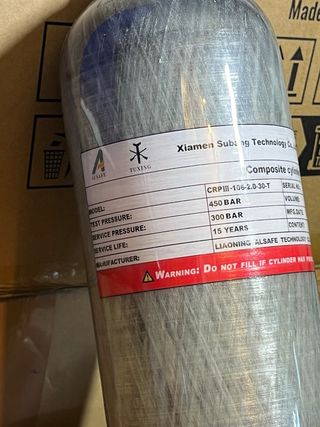 Made
ALSAFE
TUXING
Xiamen Subang Technology Co.,
Composite cylin
MODEL: CRPIII-106-2.0-30-T SERIAL NO.
TEST PRESSURE: 450 BAR VOLUME
SERVICE PRESSURE: 300 BAR MFG.DATE
SERVICE LIFE: 15 YEARS CONTENT
MANUFACTURER: LIAONING ALSAFE TECHNOLOGY
WARNING: DO NOT FILL IF CYLINDER HAS